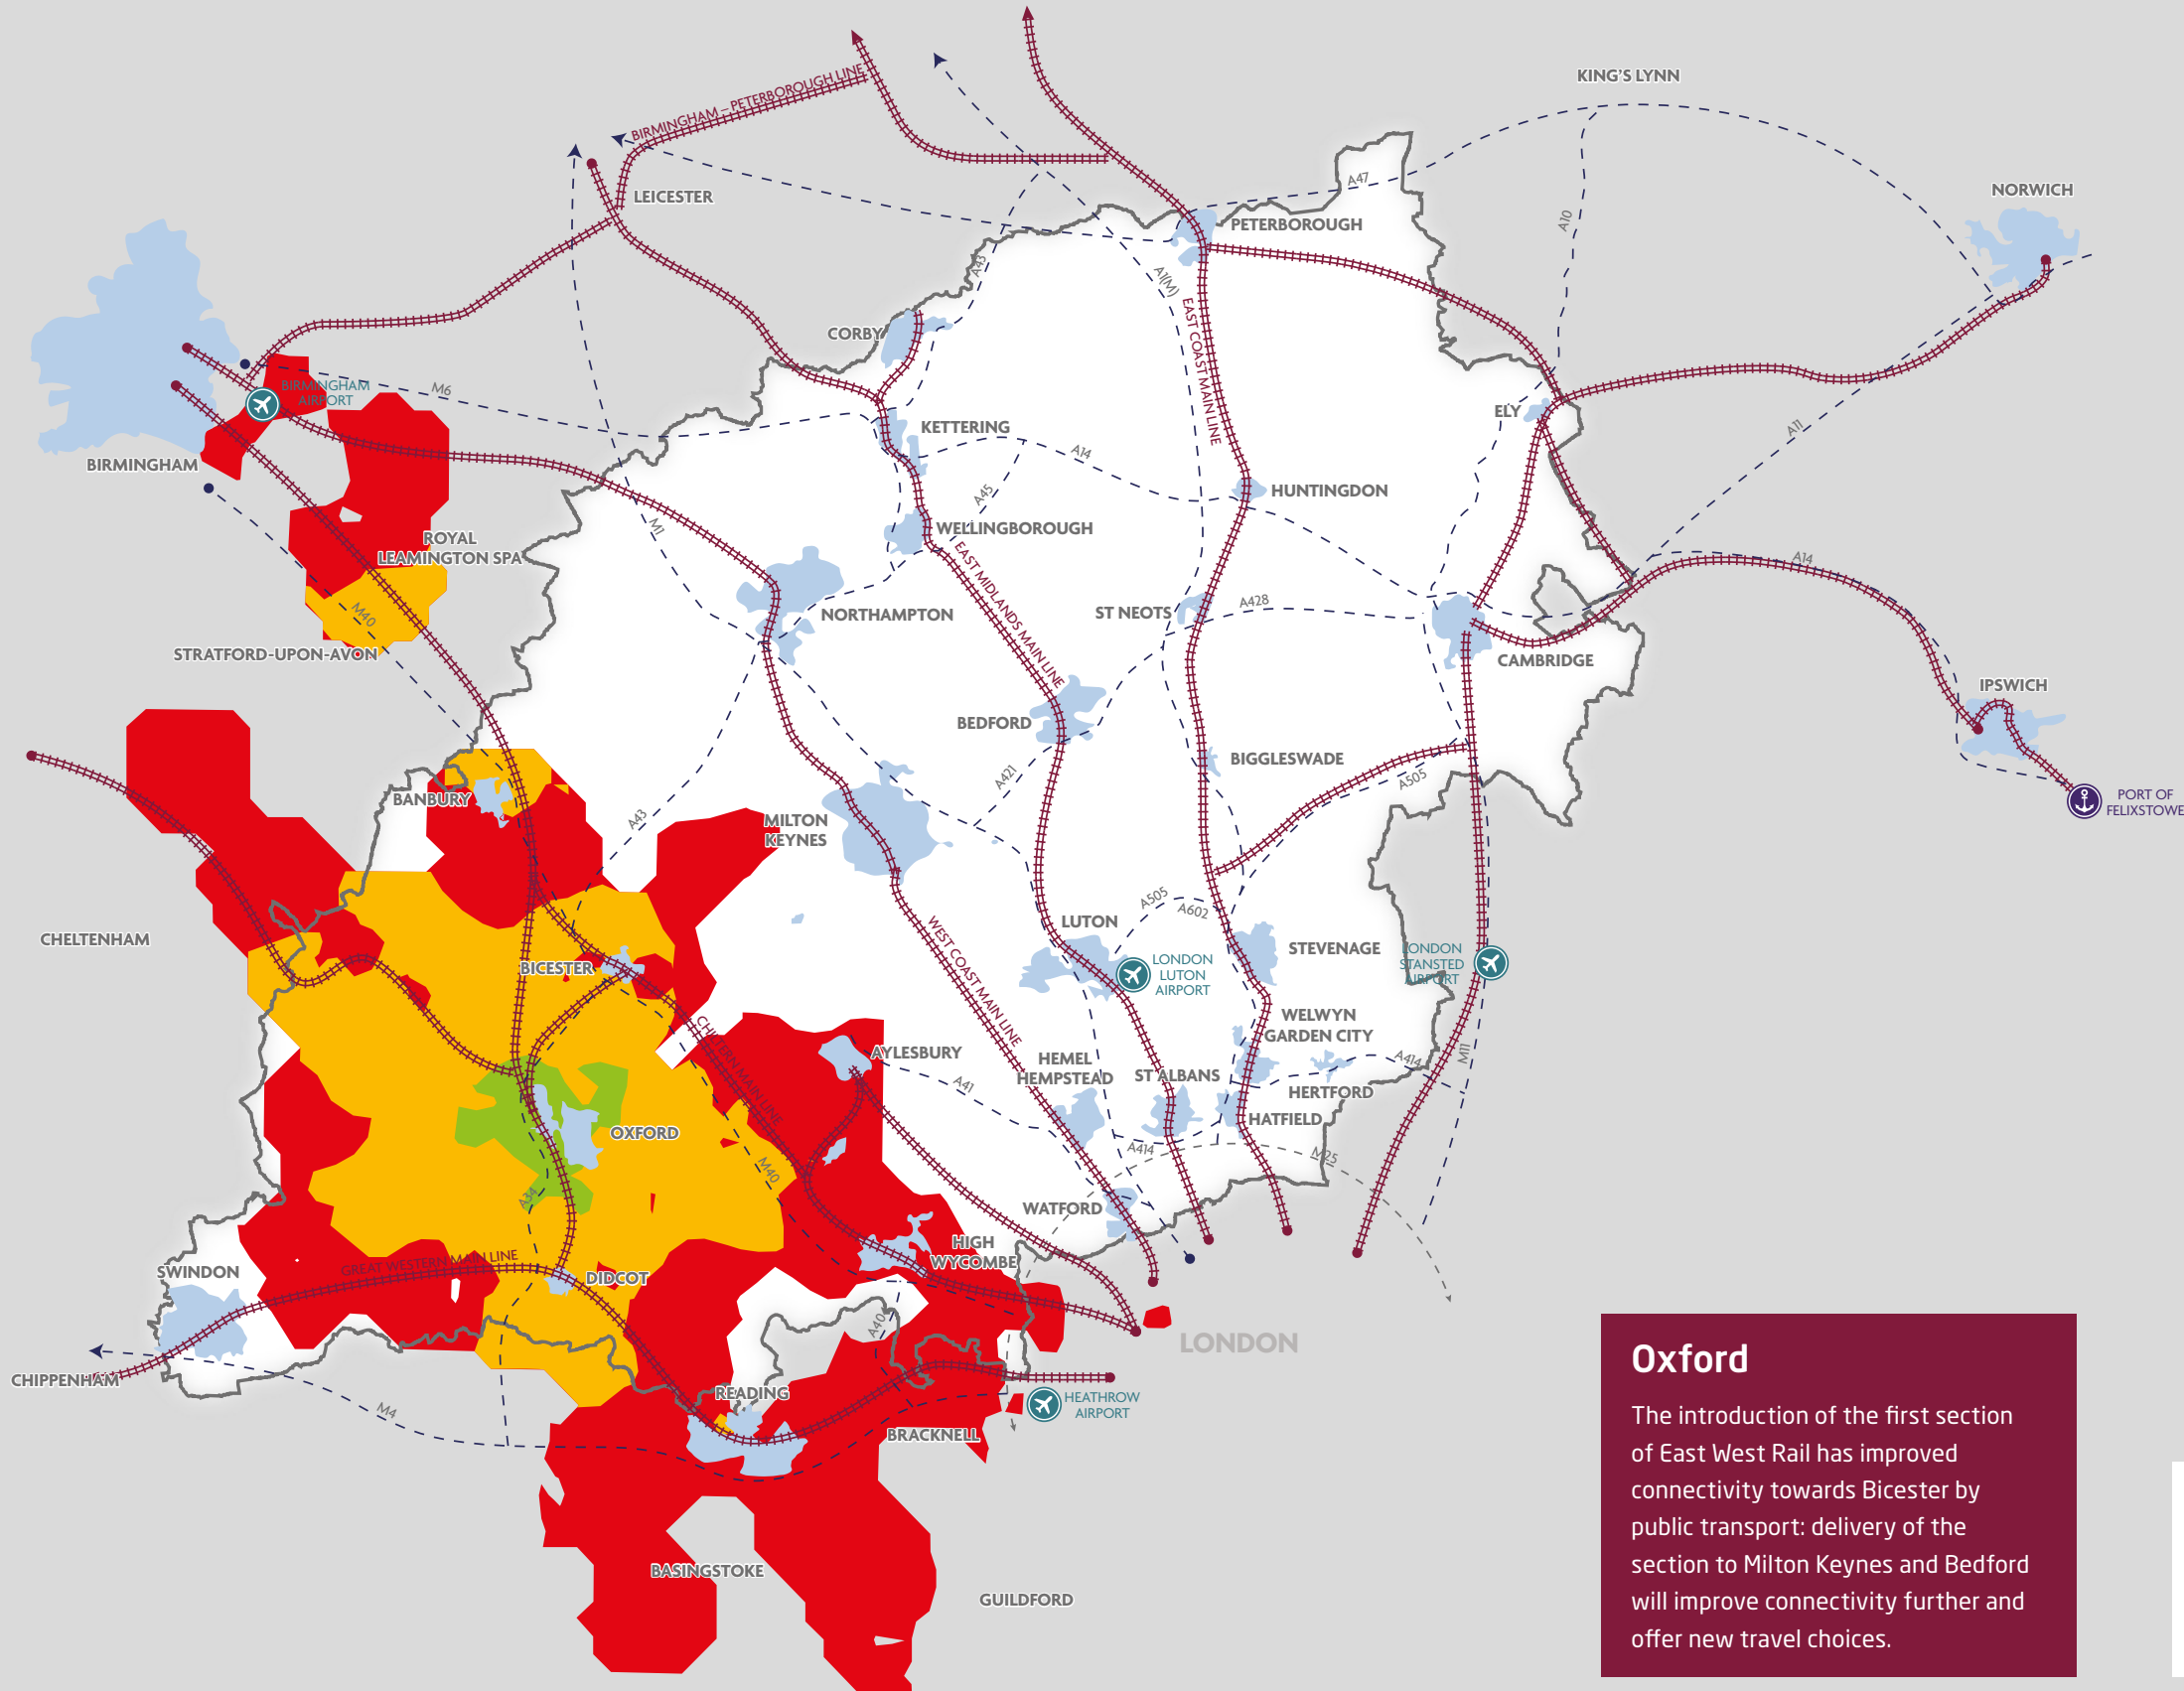 KING'S LYNN
BIRMINGHAM – PETERBOROUGH LINE
LEICESTER
NORWICH
A47
PETERBOROUGH
A10
A43
A1(M)
EAST COAST MAIN LINE
CORBY
BIRMINGHAM
AIRPORT
M6
ELY
KETTERING
A14
A11
BIRMINGHAM
A45
HUNTINGDON
M1
WELLINGBOROUGH
ROYAL
LEAMINGTON SPA
EAST MIDLANDS MAIN LINE
A14
M40
NORTHAMPTON
ST NEOTS
A428
STRATFORD-UPON-AVON
CAMBRIDGE
IPSWICH
BEDFORD
BIGGLESWADE
A421
A505
BANBURY
PORT OF
FELIXSTOWE
A43
MILTON
KEYNES
A505
A602
LUTON
CHELTENHAM
WEST COAST MAIN LINE
STEVENAGE
LONDON
STANSTED
AIRPORT
BICESTER
LONDON
LUTON
AIRPORT
CHILTERN MAIN LINE
WELWYN
GARDEN CITY
AYLESBURY
HEMEL
HEMPSTEAD
A414
M11
A41
ST ALBANS
HERTFORD
HATFIELD
OXFORD
A414
M25
M40
A34
WATFORD
HIGH
WYCOMBE
GREAT WESTERN MAIN LINE
SWINDON
DIDCOT
A40
LONDON
CHIPPENHAM
READING
HEATHROW
AIRPORT
M4
BRACKNELL
BASINGSTOKE
GUILDFORD
Oxford
The introduction of the first section
of East West Rail has improved
connectivity towards Bicester by
public transport: delivery of the
section to Milton Keynes and Bedford
will improve connectivity further and
offer new travel choices.